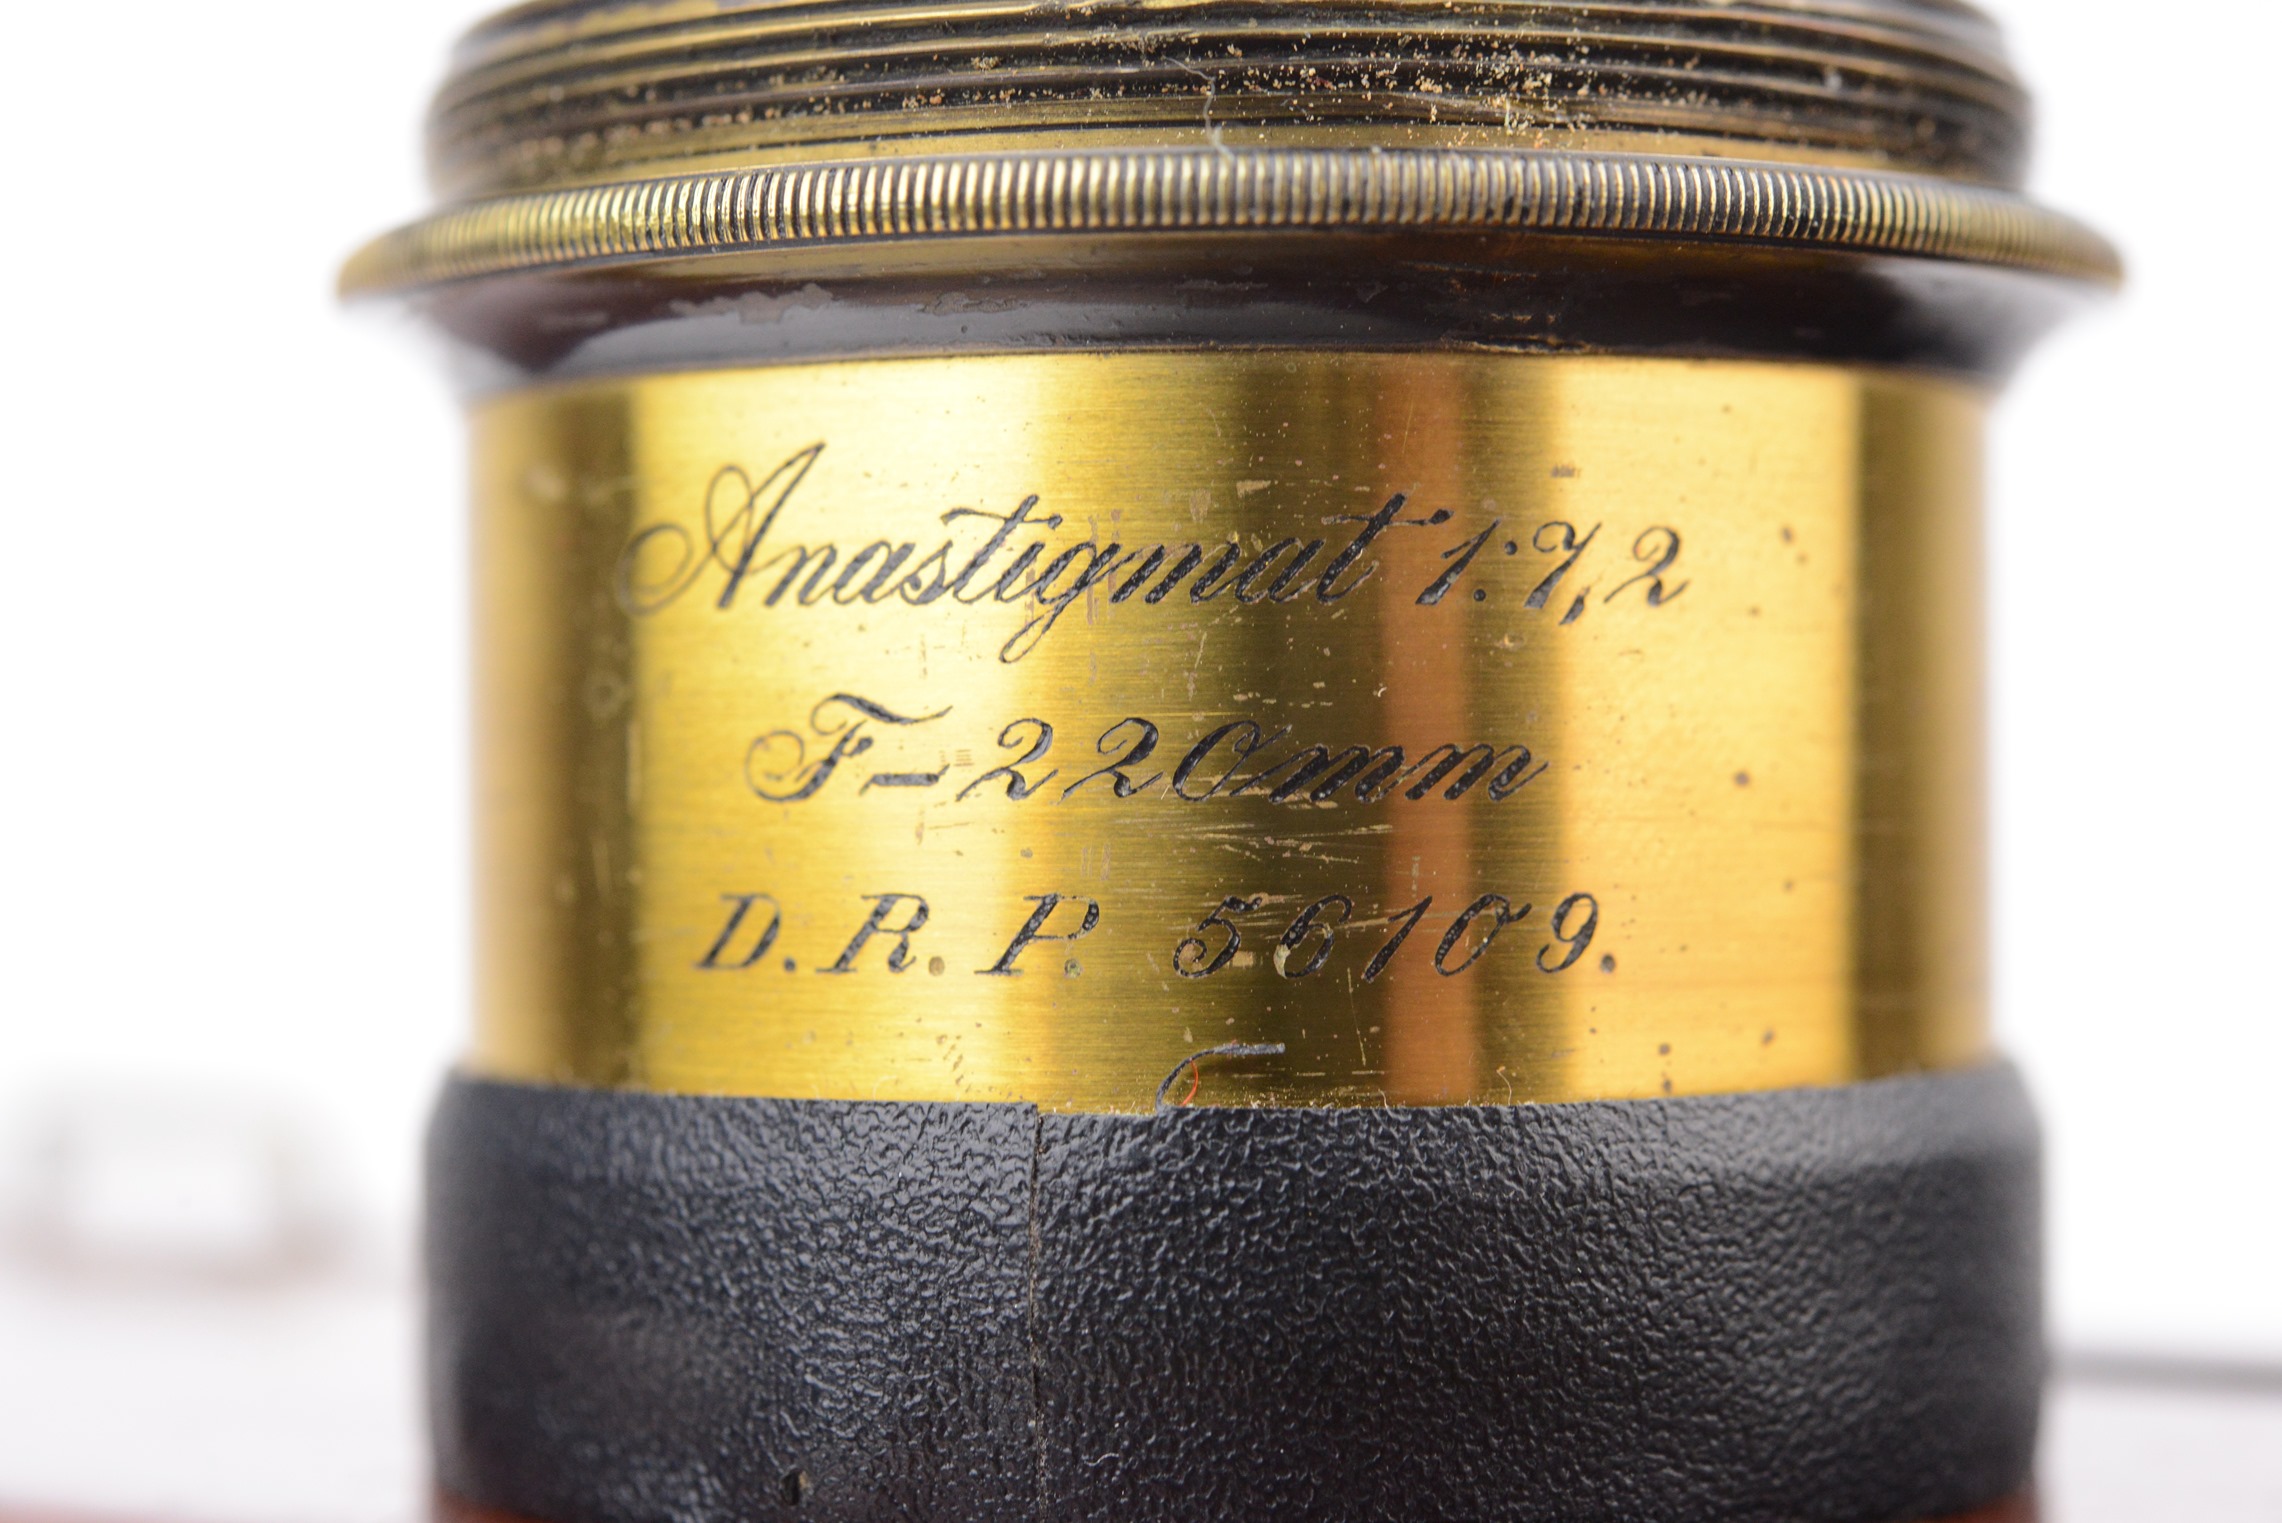 Anastigmat 1:7,2
F-220mm
D.R.P. 56109.